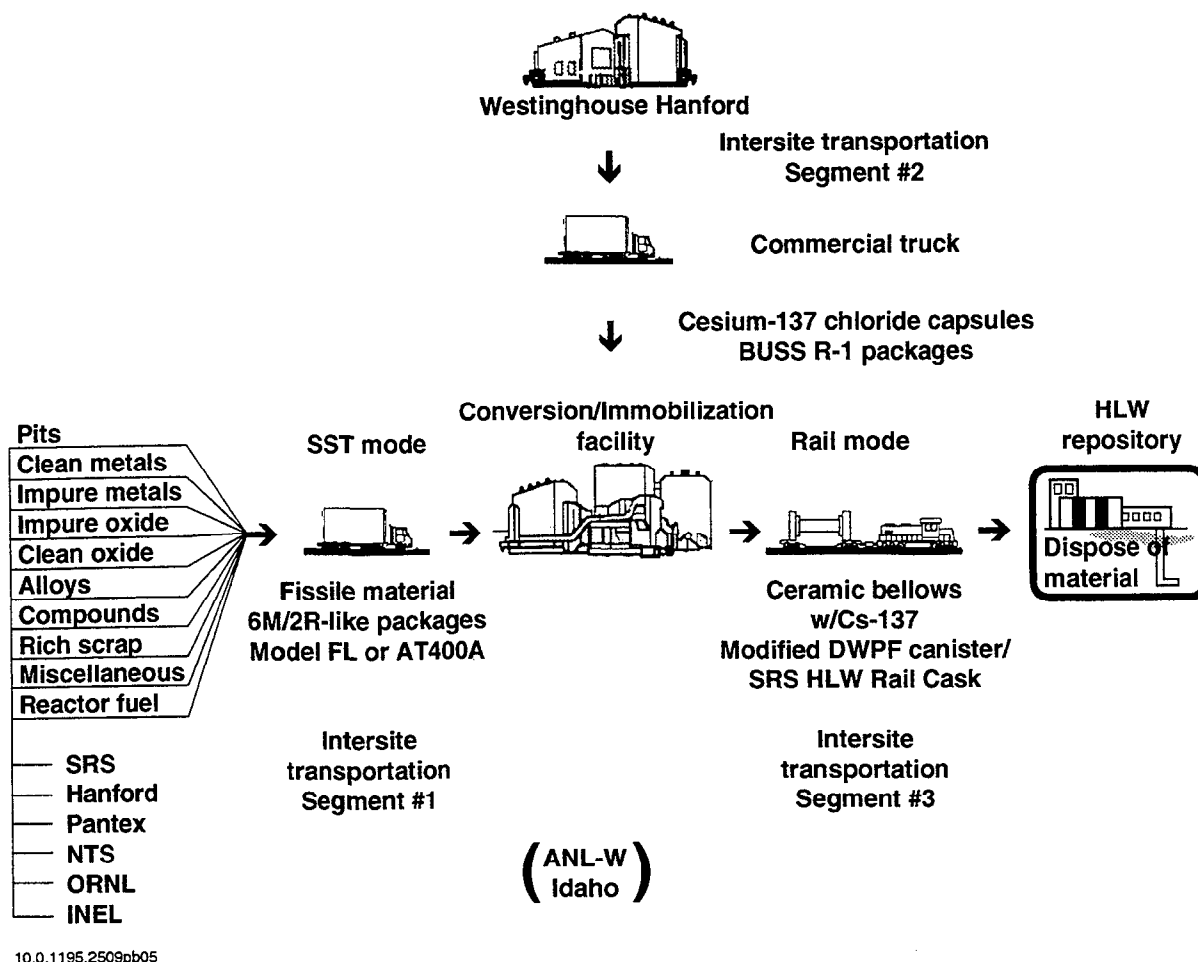 Westinghouse Hanford
Intersite transportation
Segment #2
Commercial truck
Cesium-137 chloride capsules
BUSS R-1 packages
Pits
Clean metals
Impure metals
Impure oxide
Clean oxide
Alloys
Compounds
Rich scrap
Miscellaneous
Reactor fuel
SRS
Hanford
Pantex
NTS
ORNL
INEL
SST mode
Fissile material
6M/2R-like packages
Model FL or AT400A
Intersite
transportation
Segment #1
Conversion/Immobilization
facility
(ANL-W
Idaho)
Rail mode
Ceramic bellows
w/Cs-137
Modified DWPF canister/
SRS HLW Rail Cask
Intersite
transportation
Segment #3
HLW
repository
Dispose of
material
10.0.1195.2509pb05